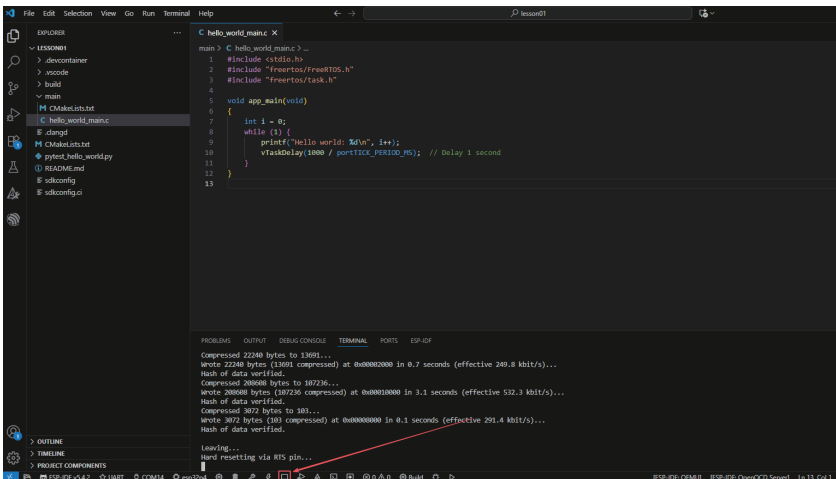 File Edit Selection View Go Run Terminal Help
lesson01
EXPLORER
LESSON01
.devcontainer
.vscode
build
main
CMakeLists.txt
hello_world_main.c
.clangd
CMakeLists.txt
pytest_hello_world.py
README.md
sdkconfig
sdkconfig.ci
OUTLINE
TIMELINE
PROJECT COMPONENTS
C hello_world_main.c
main > C hello_world_main.c > ...
1 #include <stdio.h>
2 #include "freertos/FreeRTOS.h"
3 #include "freertos/task.h"
4
5 void app_main(void)
6 {
7 int i = 0;
8 while (1) {
9 printf("Hello world: %d\n", i++);
10 vTaskDelay(1000 / portTICK_PERIOD_MS); // Delay 1 second
11 }
12 }
13
PROBLEMS OUTPUT DEBUG CONSOLE TERMINAL PORTS ESP-IDF
Compressed 22240 bytes to 13691...
Wrote 22240 bytes (13691 compressed) at 0x00002000 in 0.7 seconds (effective 249.8 kbit/s)...
Hash of data verified.
Compressed 208608 bytes to 107236...
Wrote 208608 bytes (107236 compressed) at 0x00010000 in 3.1 seconds (effective 532.3 kbit/s)...
Hash of data verified.
Compressed 3072 bytes to 103...
Wrote 3072 bytes (103 compressed) at 0x00008000 in 0.1 seconds (effective 291.4 kbit/s)...
Hash of data verified.
Leaving...
Hard resetting via RTS pin...
ESP-IDF v5.4.2 UART COM14 esp32p4 0 0 Build [ESP-IDF: QEMU] [ESP-IDF: OpenOCD Server] Ln 13, Col 1